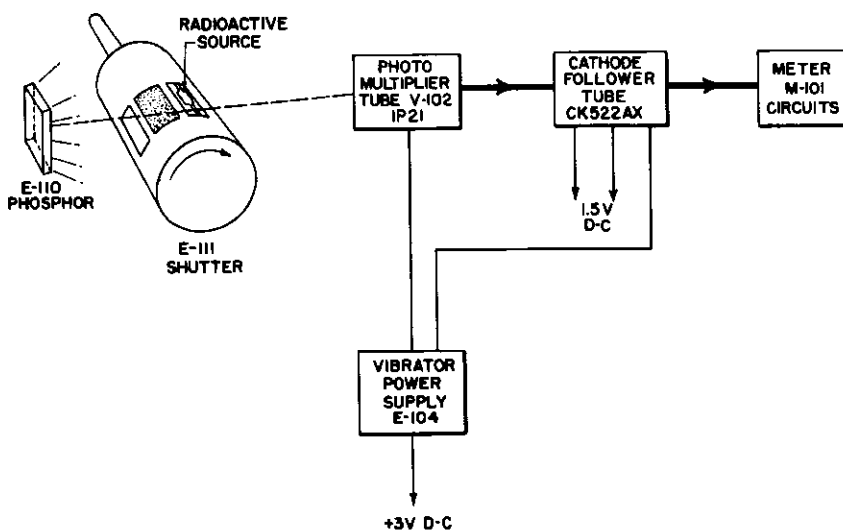 RADIOACTIVE
SOURCE
E-110
PHOSPHOR
E-111
SHUTTER
PHOTO
MULTIPLIER
TUBE V-102
IP21
CATHODE
FOLLOWER
TUBE
CK522AX
METER
M-101
CIRCUITS
1.5V
D-C
VIBRATOR
POWER
SUPPLY
E-104
+3V D-C